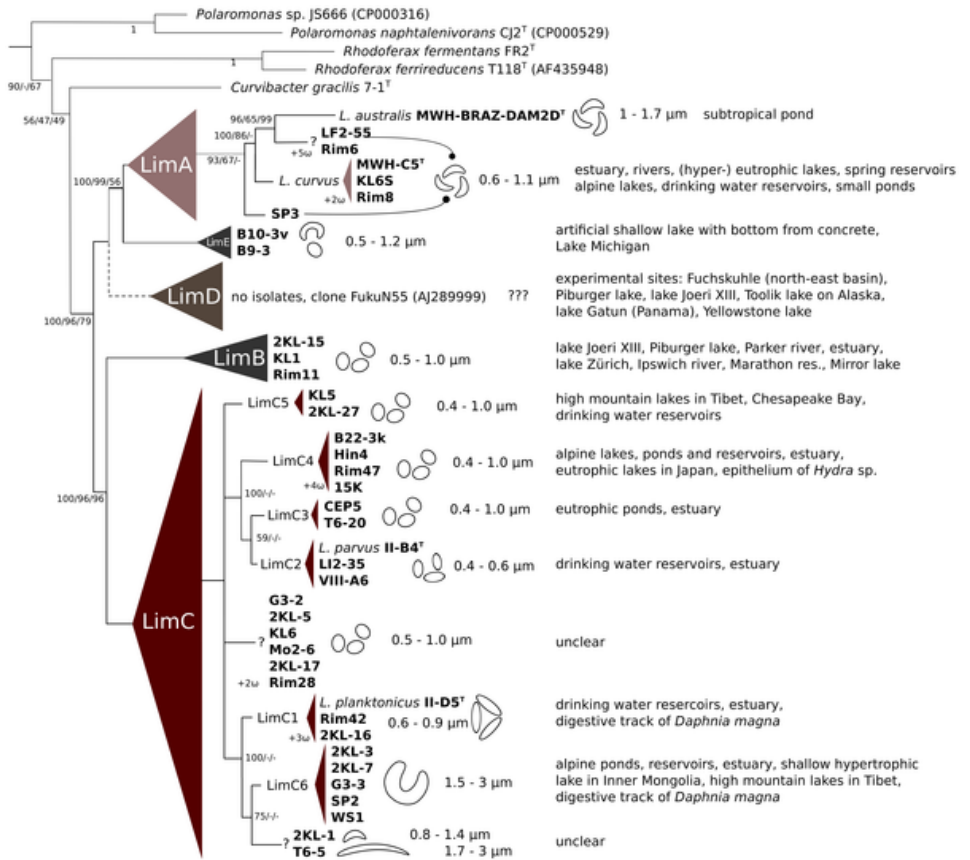 Polaromonas sp. JS666 (CP000316)
1
Polaromonas naphtalenivorans CJ2ᵀ (CP000529)
Rhodoferax fermentans FR2ᵀ
1
Rhodoferax ferrireducens T118ᵀ (AF435948)
90/-/67
Curvibacter gracilis 7-1ᵀ
56/47/49
LimA
96/65/99
L. australis MWH-BRAZ-DAM2Dᵀ
1 - 1.7 µm
subtropical pond
100/86/-
LF2-55
?
Rim6
+5ω
93/67/-
MWH-C5ᵀ
L. curvus
KL6S
Rim8
+2ω
0.6 - 1.1 µm
estuary, rivers, (hyper-) eutrophic lakes, spring reservoirs
alpine lakes, drinking water reservoirs, small ponds
SP3
100/99/56
LimE
B10-3v
B9-3
0.5 - 1.2 µm
artificial shallow lake with bottom from concrete,
Lake Michigan
LimD
no isolates, clone FukuN55 (AJ289999)
???
experimental sites: Fuchskuhle (north-east basin),
Piburger lake, lake Joeri XIII, Toolik lake on Alaska,
lake Gatun (Panama), Yellowstone lake
100/96/79
LimB
2KL-15
KL1
Rim11
0.5 - 1.0 µm
lake Joeri XIII, Piburger lake, Parker river, estuary,
lake Zürich, Ipswich river, Marathon res., Mirror lake
LimC5
KL5
2KL-27
0.4 - 1.0 µm
high mountain lakes in Tibet, Chesapeake Bay,
drinking water reservoirs
LimC4
B22-3k
Hin4
Rim47
15K
+4ω
0.4 - 1.0 µm
alpine lakes, ponds and reservoirs, estuary,
eutrophic lakes in Japan, epithelium of Hydra sp.
100/-/-
100/96/96
LimC3
CEP5
T6-20
0.4 - 1.0 µm
eutrophic ponds, estuary
59/-/-
LimC2
L. parvus II-B4ᵀ
LI2-35
VIII-A6
0.4 - 0.6 µm
drinking water reservoirs, estuary
LimC
G3-2
2KL-5
? KL6
Mo2-6
2KL-17
+2ω Rim28
0.5 - 1.0 µm
unclear
LimC1
L. planktonicus II-D5ᵀ
Rim42
2KL-16
+3ω
0.6 - 0.9 µm
drinking water resercoirs, estuary,
digestive track of Daphnia magna
100/-/-
LimC6
2KL-3
2KL-7
G3-3
SP2
WS1
1.5 - 3 µm
alpine ponds, reservoirs, estuary, shallow hypertrophic
lake in Inner Mongolia, high mountain lakes in Tibet,
digestive track of Daphnia magna
75/-/-
? 2KL-1
T6-5
0.8 - 1.4 µm
1.7 - 3 µm
unclear